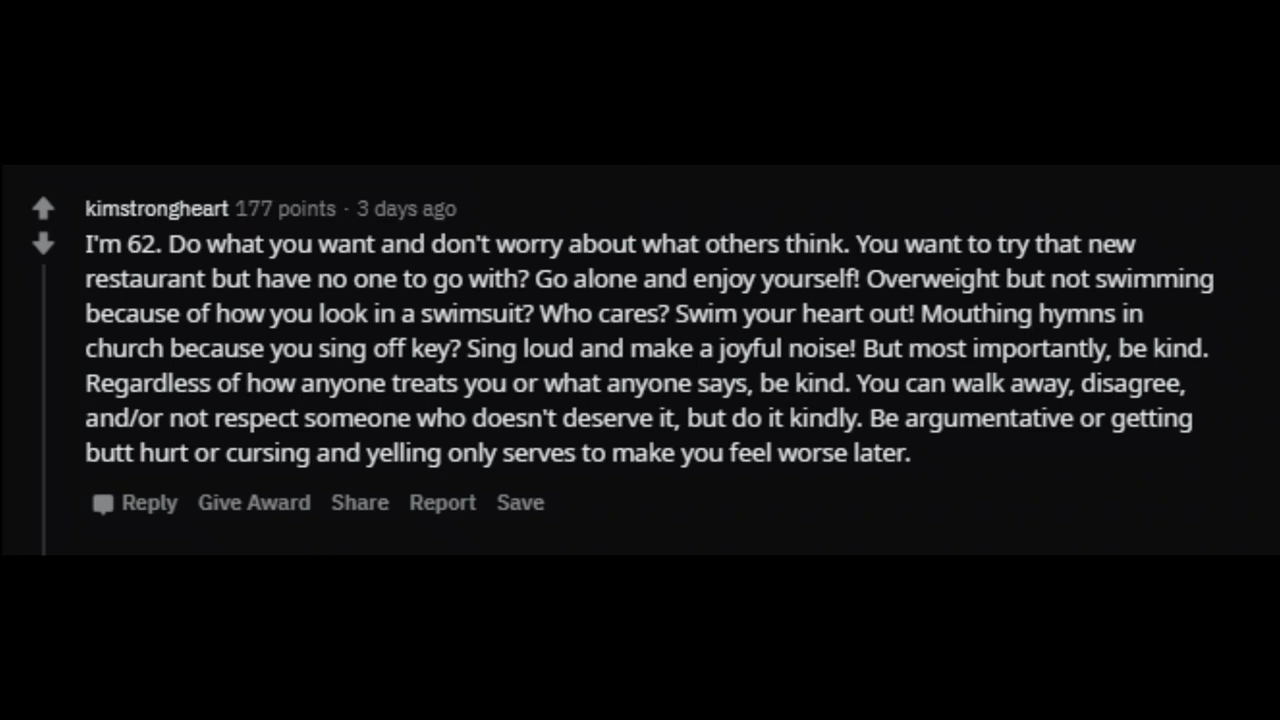 kimstrongheart 177 points · 3 days ago
I'm 62. Do what you want and don't worry about what others think. You want to try that new
restaurant but have no one to go with? Go alone and enjoy yourself! Overweight but not swimming
because of how you look in a swimsuit? Who cares? Swim your heart out! Mouthing hymns in
church because you sing off key? Sing loud and make a joyful noise! But most importantly, be kind.
Regardless of how anyone treats you or what anyone says, be kind. You can walk away, disagree,
and/or not respect someone who doesn't deserve it, but do it kindly. Be argumentative or getting
butt hurt or cursing and yelling only serves to make you feel worse later.
Reply Give Award Share Report Save